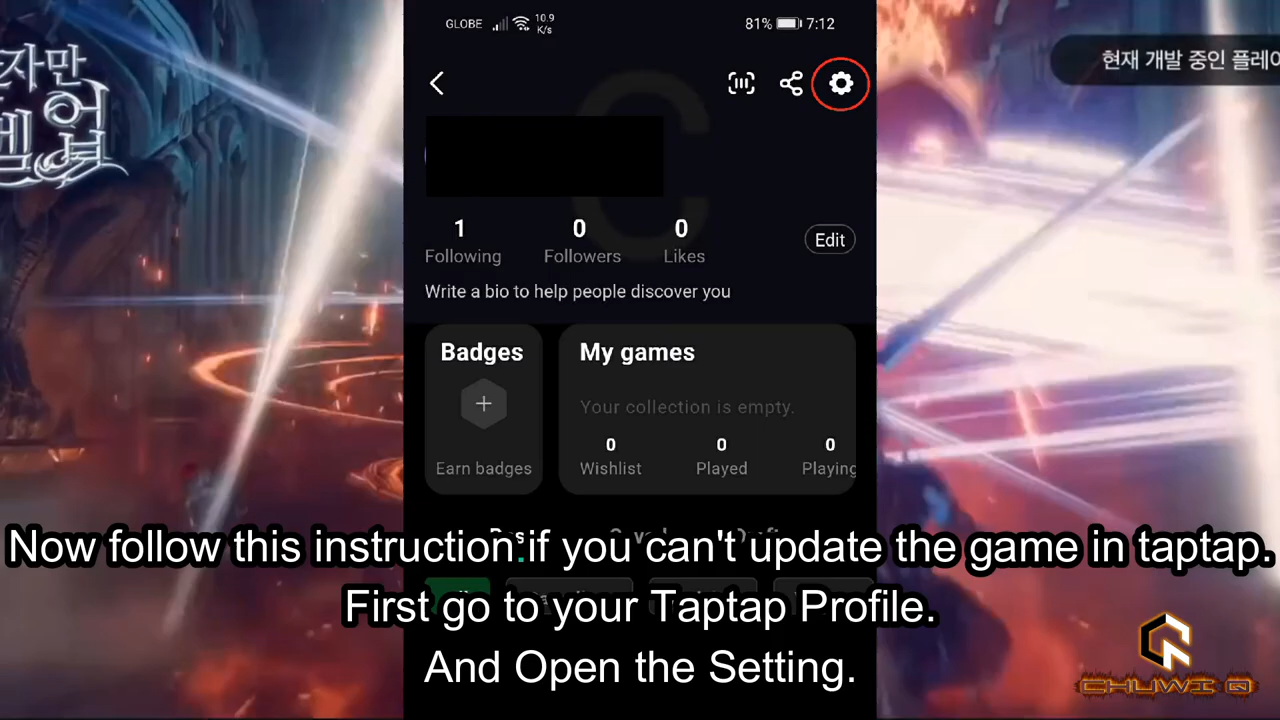 GLOBE 10.9 K/s 81% 7:12
현재 개발 중인 플레이
자만
업
1 0 0
Following Followers Likes
Edit
Write a bio to help people discover you
Badges
Earn badges
My games
Your collection is empty.
0 0 0
Wishlist Played Playing
Now follow this instruction.if you can't update the game in taptap.
First go to your Taptap Profile.
And Open the Setting.
CHUWI Q